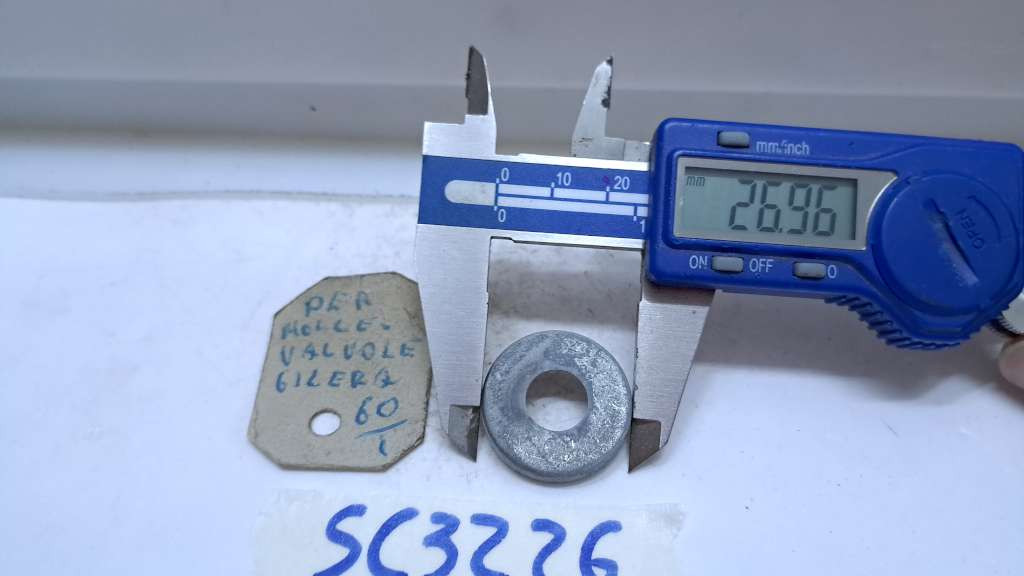 mm/inch
0 10 20
0 1
mm 26.96
ON OFF 0
OPEN
PER
MOLLE
VALVOLE
GILERA
60
1
SC3226